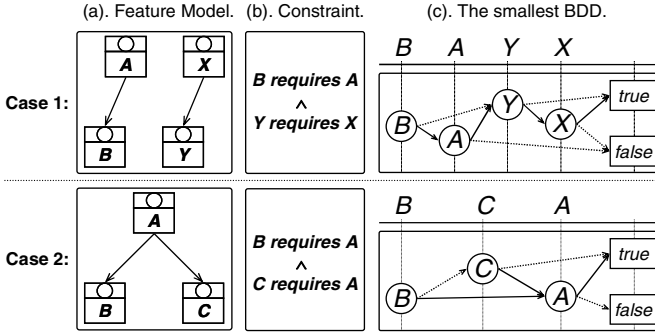 (a). Feature Model. (b). Constraint. (c). The smallest BDD.
Case 1:
A X
B Y
B requires A
^
Y requires X
B A Y X
B A Y X
true
false
Case 2:
A
B C
B requires A
^
C requires A
B C A
B C A
true
false